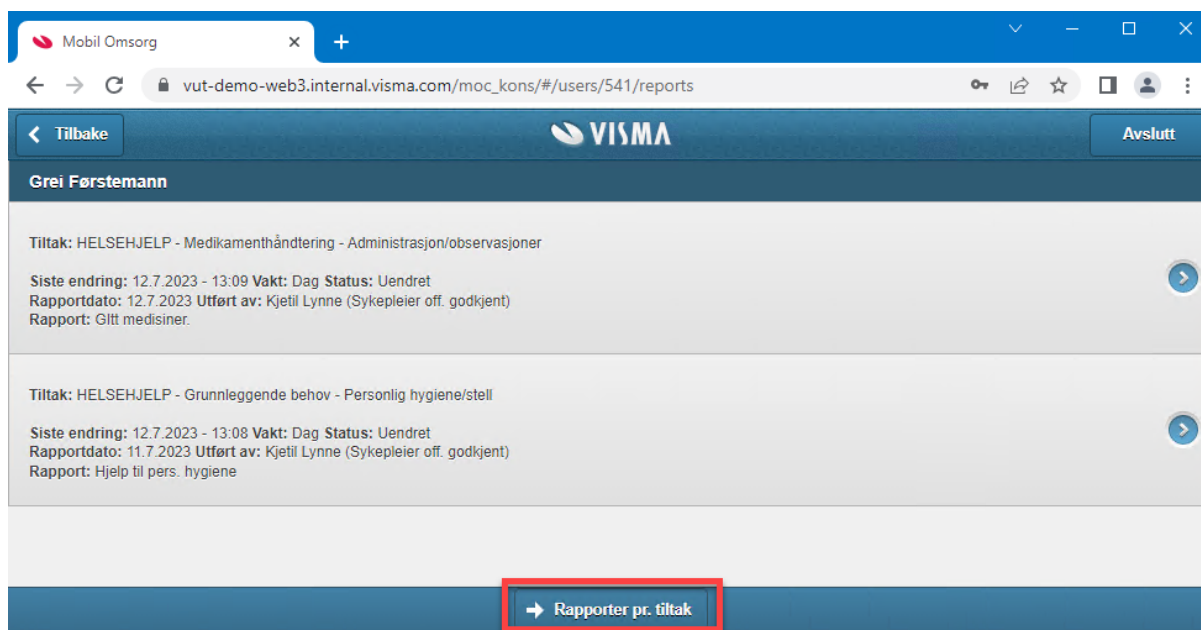 Mobil Omsorg
vut-demo-web3.internal.visma.com/moc_kons/#/users/541/reports
Tilbake
VISMA
Avslutt
Grei Førstemann
Tiltak: HELSEHJELP - Medikamenthåndtering - Administrasjon/observasjoner
Siste endring: 12.7.2023 - 13:09 Vakt: Dag Status: Uendret
Rapportdato: 12.7.2023 Utført av: Kjetil Lynne (Sykepleier off. godkjent)
Rapport: GItt medisiner.
Tiltak: HELSEHJELP - Grunnleggende behov - Personlig hygiene/stell
Siste endring: 12.7.2023 - 13:08 Vakt: Dag Status: Uendret
Rapportdato: 11.7.2023 Utført av: Kjetil Lynne (Sykepleier off. godkjent)
Rapport: Hjelp til pers. hygiene
Rapporter pr. tiltak